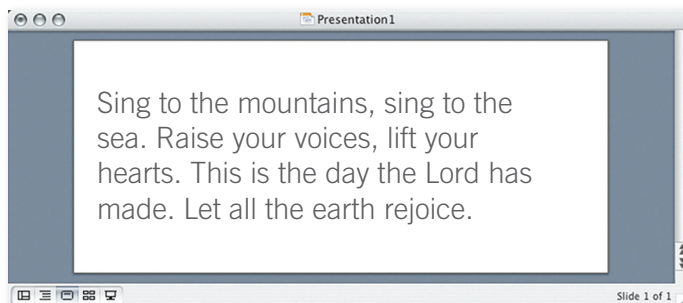 Presentation1
Sing to the mountains, sing to the
sea. Raise your voices, lift your
hearts. This is the day the Lord has
made. Let all the earth rejoice.
Slide 1 of 1